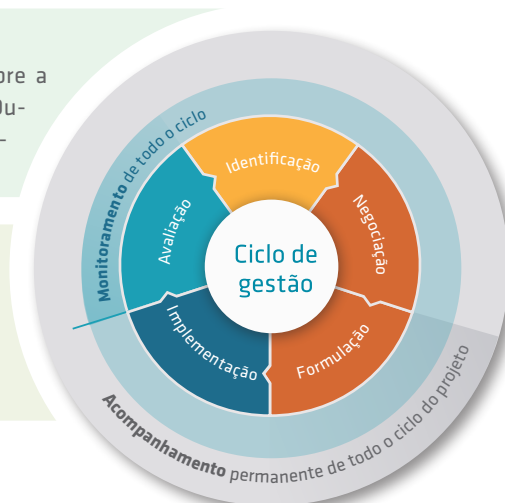 Monitoramento de todo o ciclo
Identificação
Negociação
Avaliação
Ciclo de
gestão
Implementação
Formulação
Acompanhamento permanente de todo o ciclo do projeto